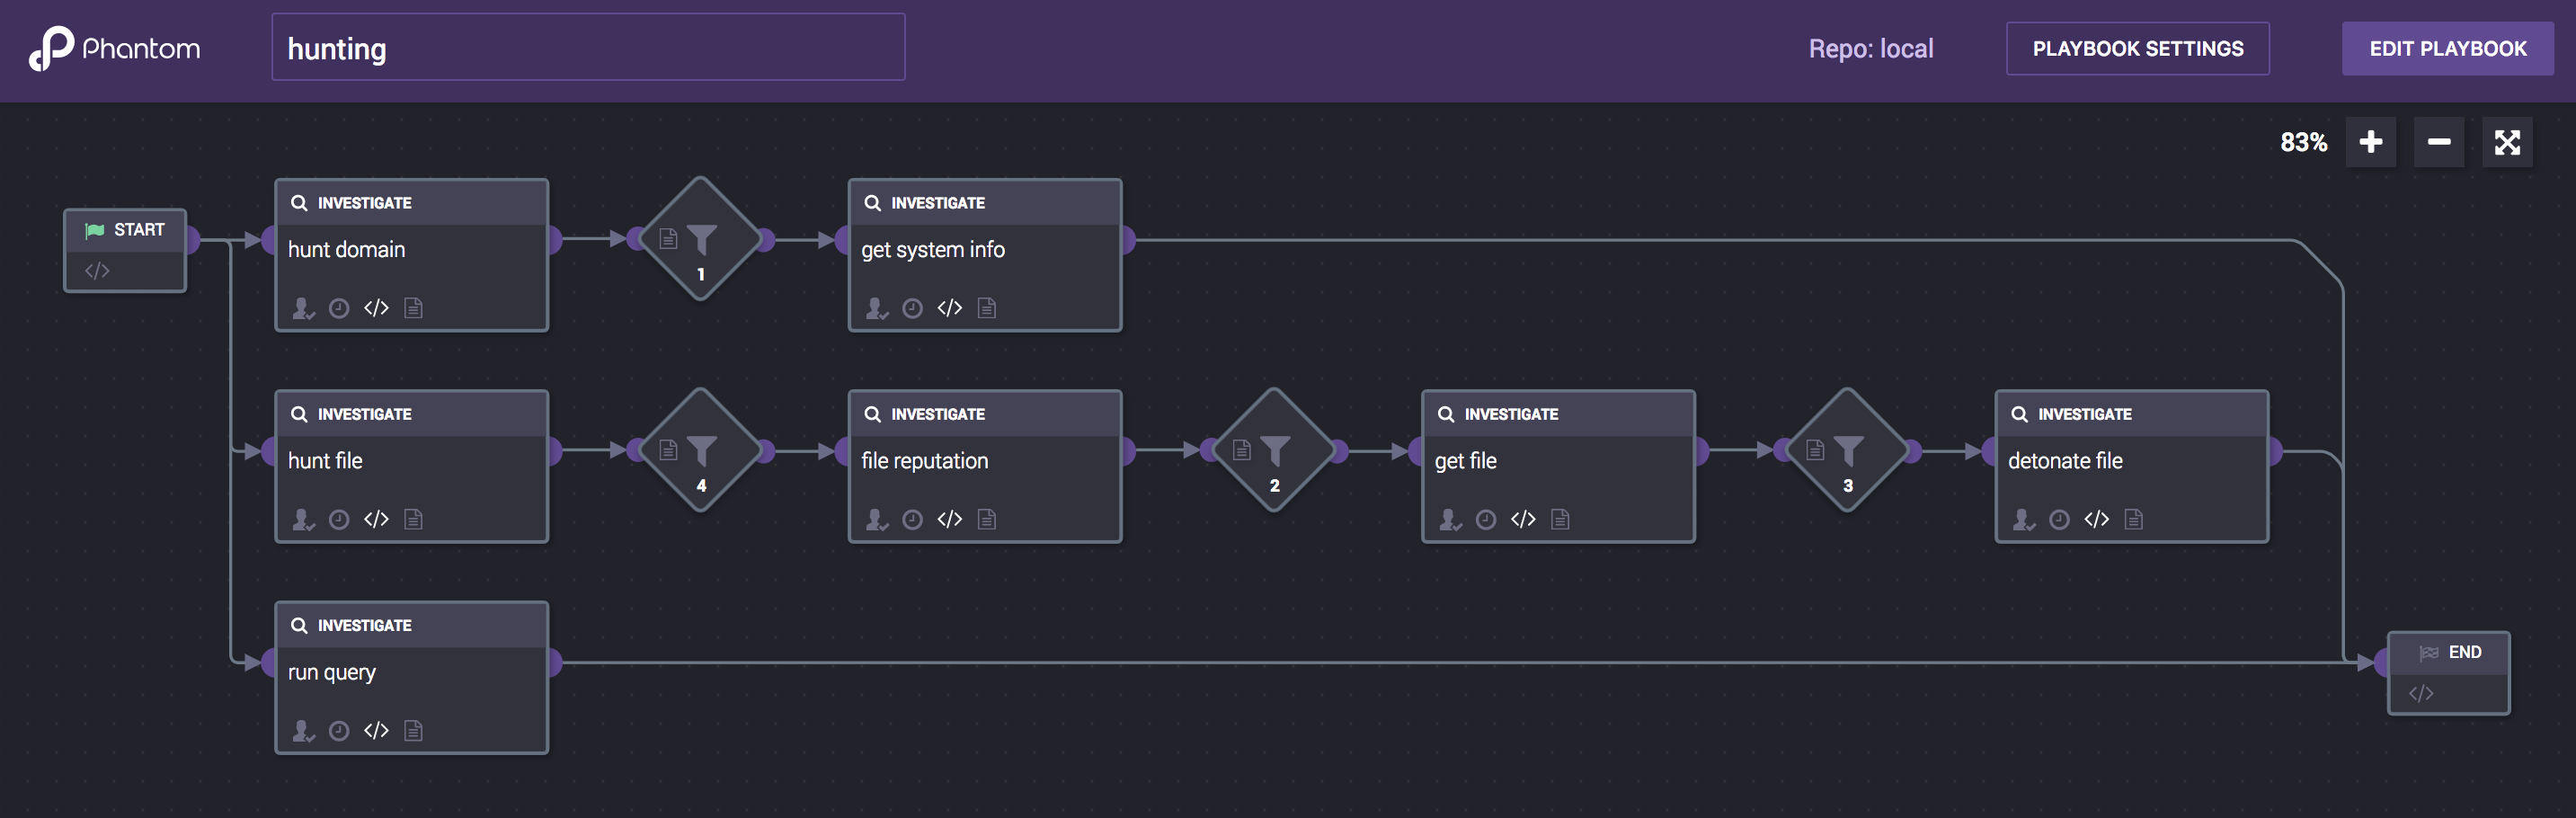 Phantom
hunting
Repo: local
PLAYBOOK SETTINGS
EDIT PLAYBOOK
83%
START
INVESTIGATE
hunt domain
1
INVESTIGATE
get system info
INVESTIGATE
hunt file
4
INVESTIGATE
file reputation
2
INVESTIGATE
get file
3
INVESTIGATE
detonate file
INVESTIGATE
run query
END